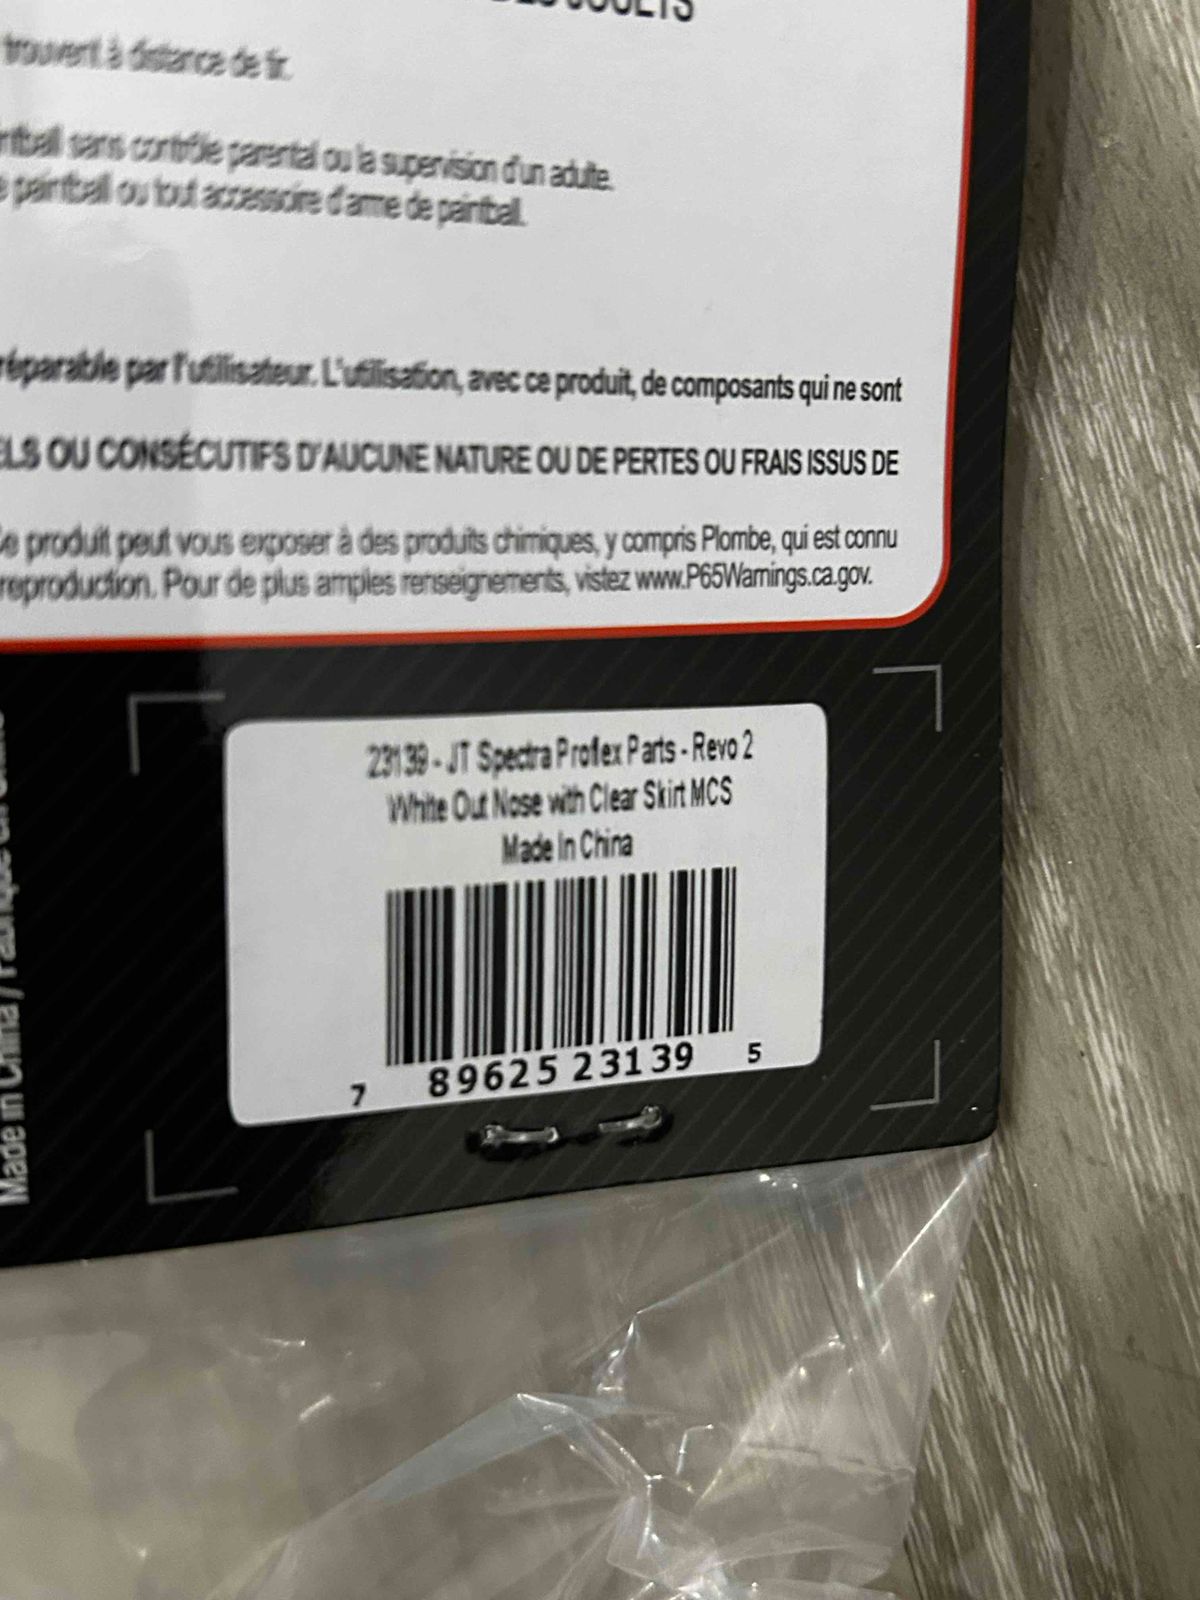 DES JOUETS
trouvent à distance de tir.
sans contrôle parental ou la supervision d'un adulte.
paintball ou tout accessoire d'arme de paintball.
réparable par l'utilisateur. L'utilisation, avec ce produit, de composants qui ne sont
ELS OU CONSÉCUTIFS D'AUCUNE NATURE OU DE PERTES OU FRAIS ISSUS DE
Ce produit peut vous exposer à des produits chimiques, y compris Plombe, qui est connu
reproduction. Pour de plus amples renseignements, vistez www.P65Warnings.ca.gov.
Made in China /
23139 - JT Spectra Proflex Parts - Revo 2
White Out Nose with Clear Skirt MCS
Made In China
7 89625 23139 5